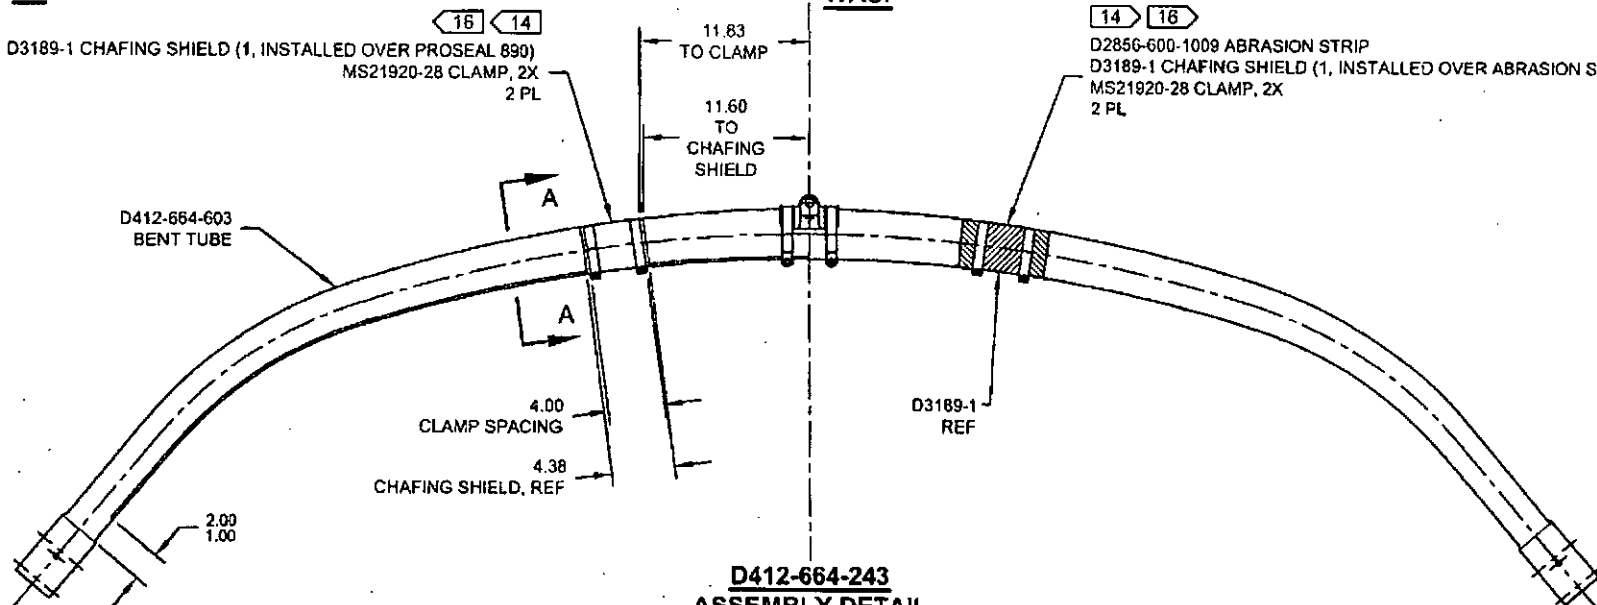 16 14
D3189-1 CHAFING SHIELD (1, INSTALLED OVER PROSEAL 890)
MS21920-28 CLAMP, 2X
2 PL
11.83
TO CLAMP
11.60
TO
CHAFING
SHIELD
14 16
D2856-600-1009 ABRASION STRIP
D3189-1 CHAFING SHIELD (1, INSTALLED OVER ABRASION S
MS21920-28 CLAMP, 2X
2 PL
A
D412-664-603
BENT TUBE
A
4.00
CLAMP SPACING
4.38
CHAFING SHIELD, REF
D3189-1
REF
2.00
1.00
D412-664-243
ASSEMBLY DETAIL